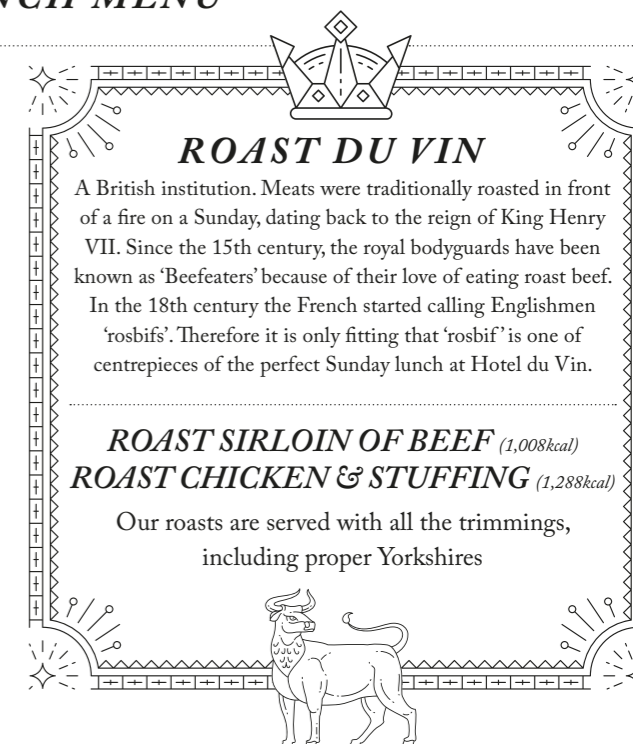 MENU
ROAST DU VIN
A British institution. Meats were traditionally roasted in front
of a fire on a Sunday, dating back to the reign of King Henry
VII. Since the 15th century, the royal bodyguards have been
known as ‘Beefeaters’ because of their love of eating roast beef.
In the 18th century the French started calling Englishmen
‘rosbifs’. Therefore it is only fitting that ‘rosbif’ is one of
centrepieces of the perfect Sunday lunch at Hotel du Vin.
ROAST SIRLOIN OF BEEF (1,008kcal)
ROAST CHICKEN & STUFFING (1,288kcal)
Our roasts are served with all the trimmings,
including proper Yorkshires